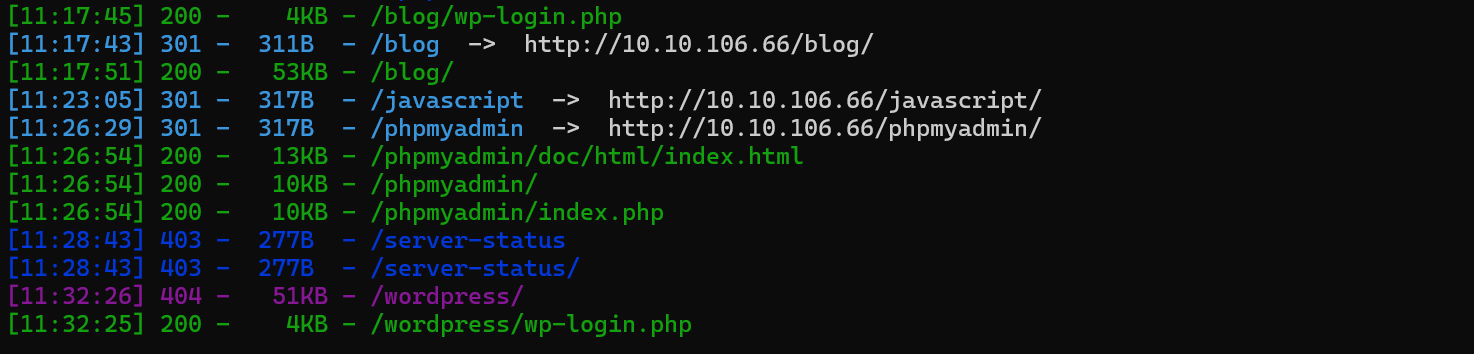 [11:17:45] 200 -    4KB - /blog/wp-login.php
[11:17:43] 301 -  311B  - /blog  ->  http://10.10.106.66/blog/
[11:17:51] 200 -   53KB - /blog/
[11:23:05] 301 -  317B  - /javascript  ->  http://10.10.106.66/javascript/
[11:26:29] 301 -  317B  - /phpmyadmin  ->  http://10.10.106.66/phpmyadmin/
[11:26:54] 200 -   13KB - /phpmyadmin/doc/html/index.html
[11:26:54] 200 -   10KB - /phpmyadmin/
[11:26:54] 200 -   10KB - /phpmyadmin/index.php
[11:28:43] 403 -  277B  - /server-status
[11:28:43] 403 -  277B  - /server-status/
[11:32:26] 404 -   51KB - /wordpress/
[11:32:25] 200 -    4KB - /wordpress/wp-login.php